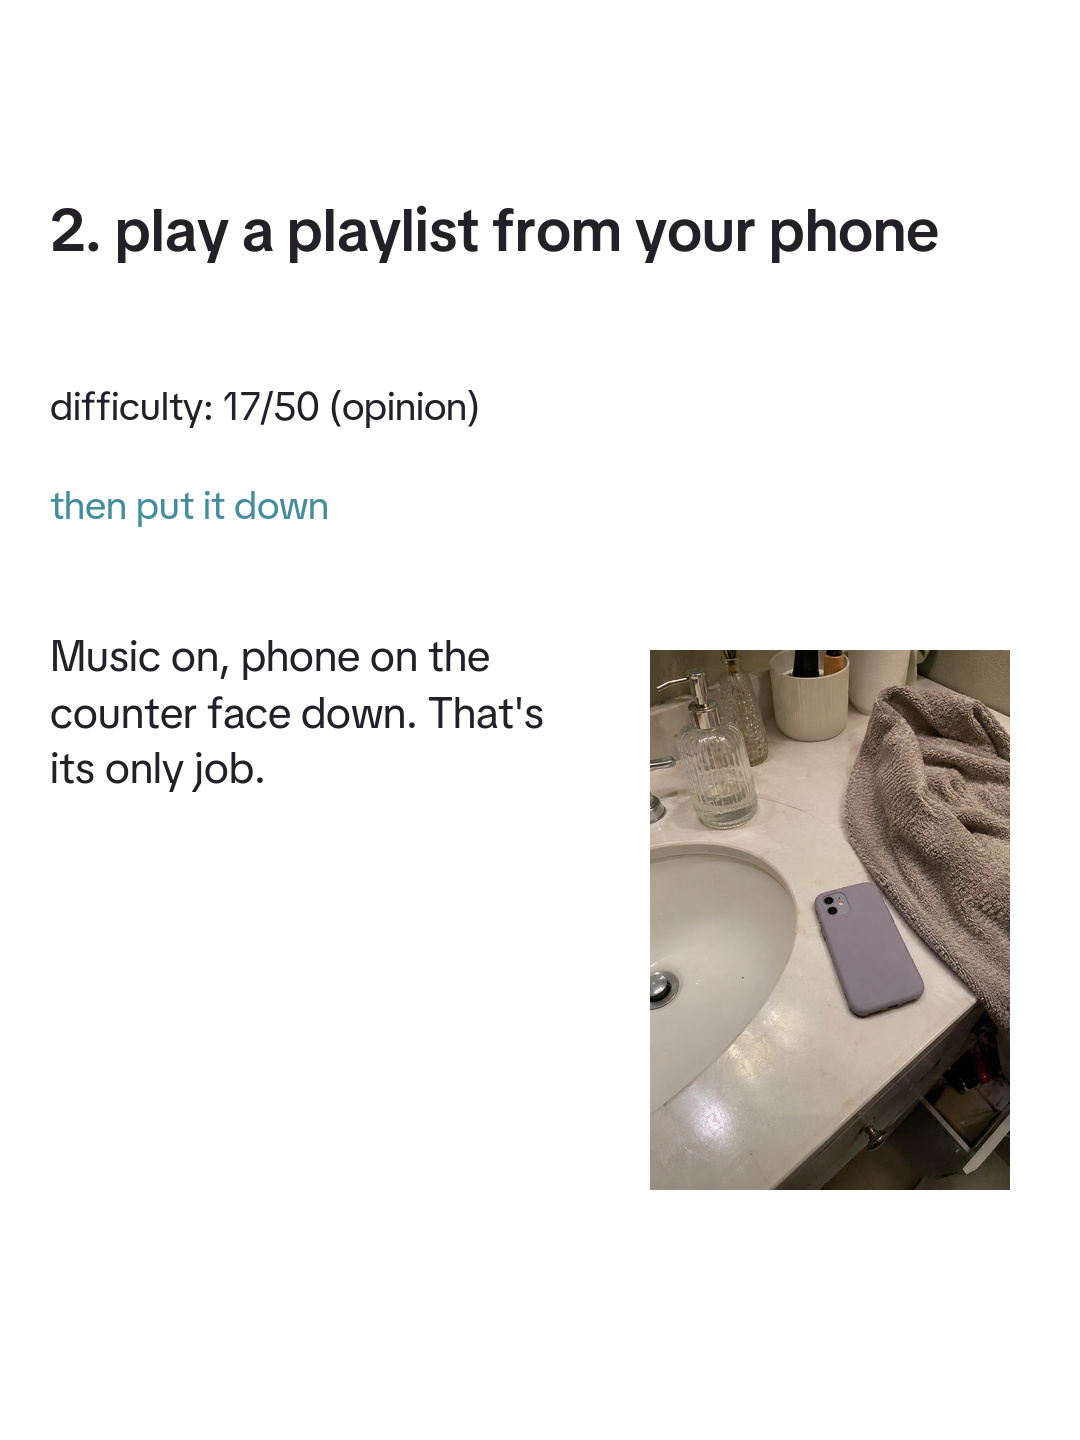 2. play a playlist from your phone
difficulty: 17/50 (opinion)
then put it down
Music on, phone on the
counter face down. That's
its only job.